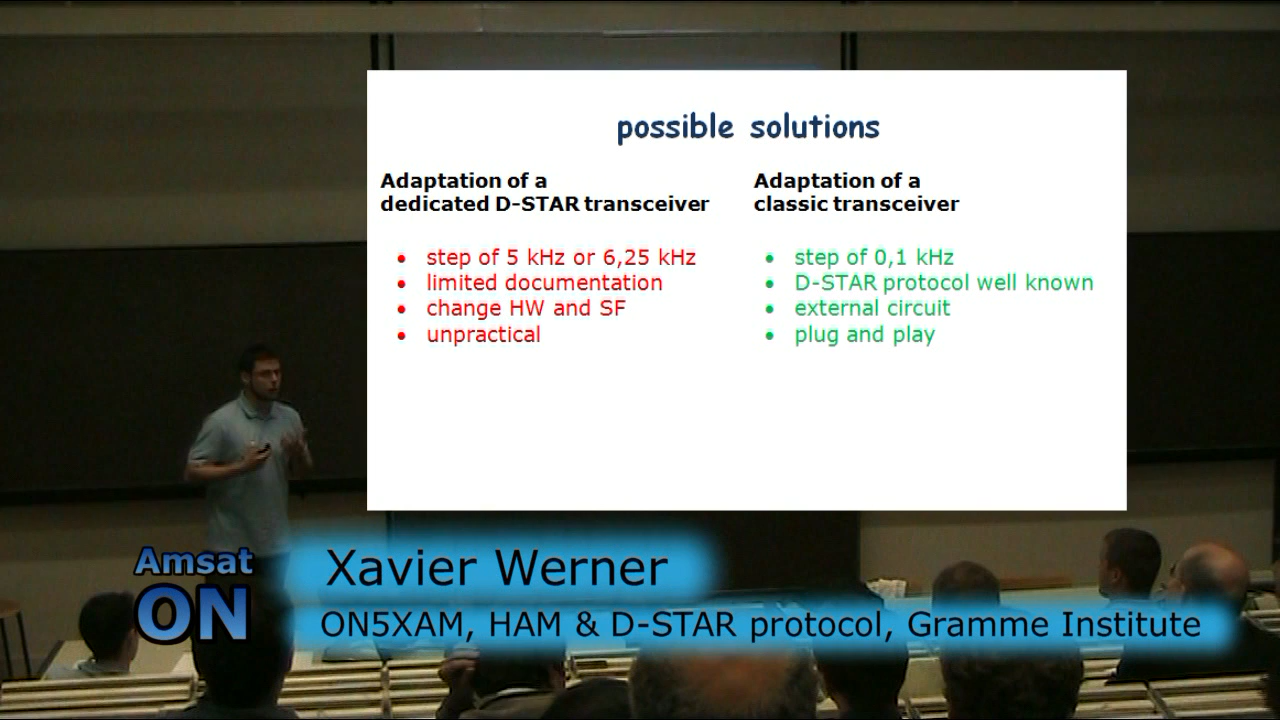 possible solutions
Adaptation of a
dedicated D-STAR transceiver
• step of 5 kHz or 6,25 kHz
• limited documentation
• change HW and SF
• unpractical
Adaptation of a
classic transceiver
• step of 0,1 kHz
• D-STAR protocol well known
• external circuit
• plug and play
Amsat
ON
Xavier Werner
ON5XAM, HAM & D-STAR protocol, Gramme Institute